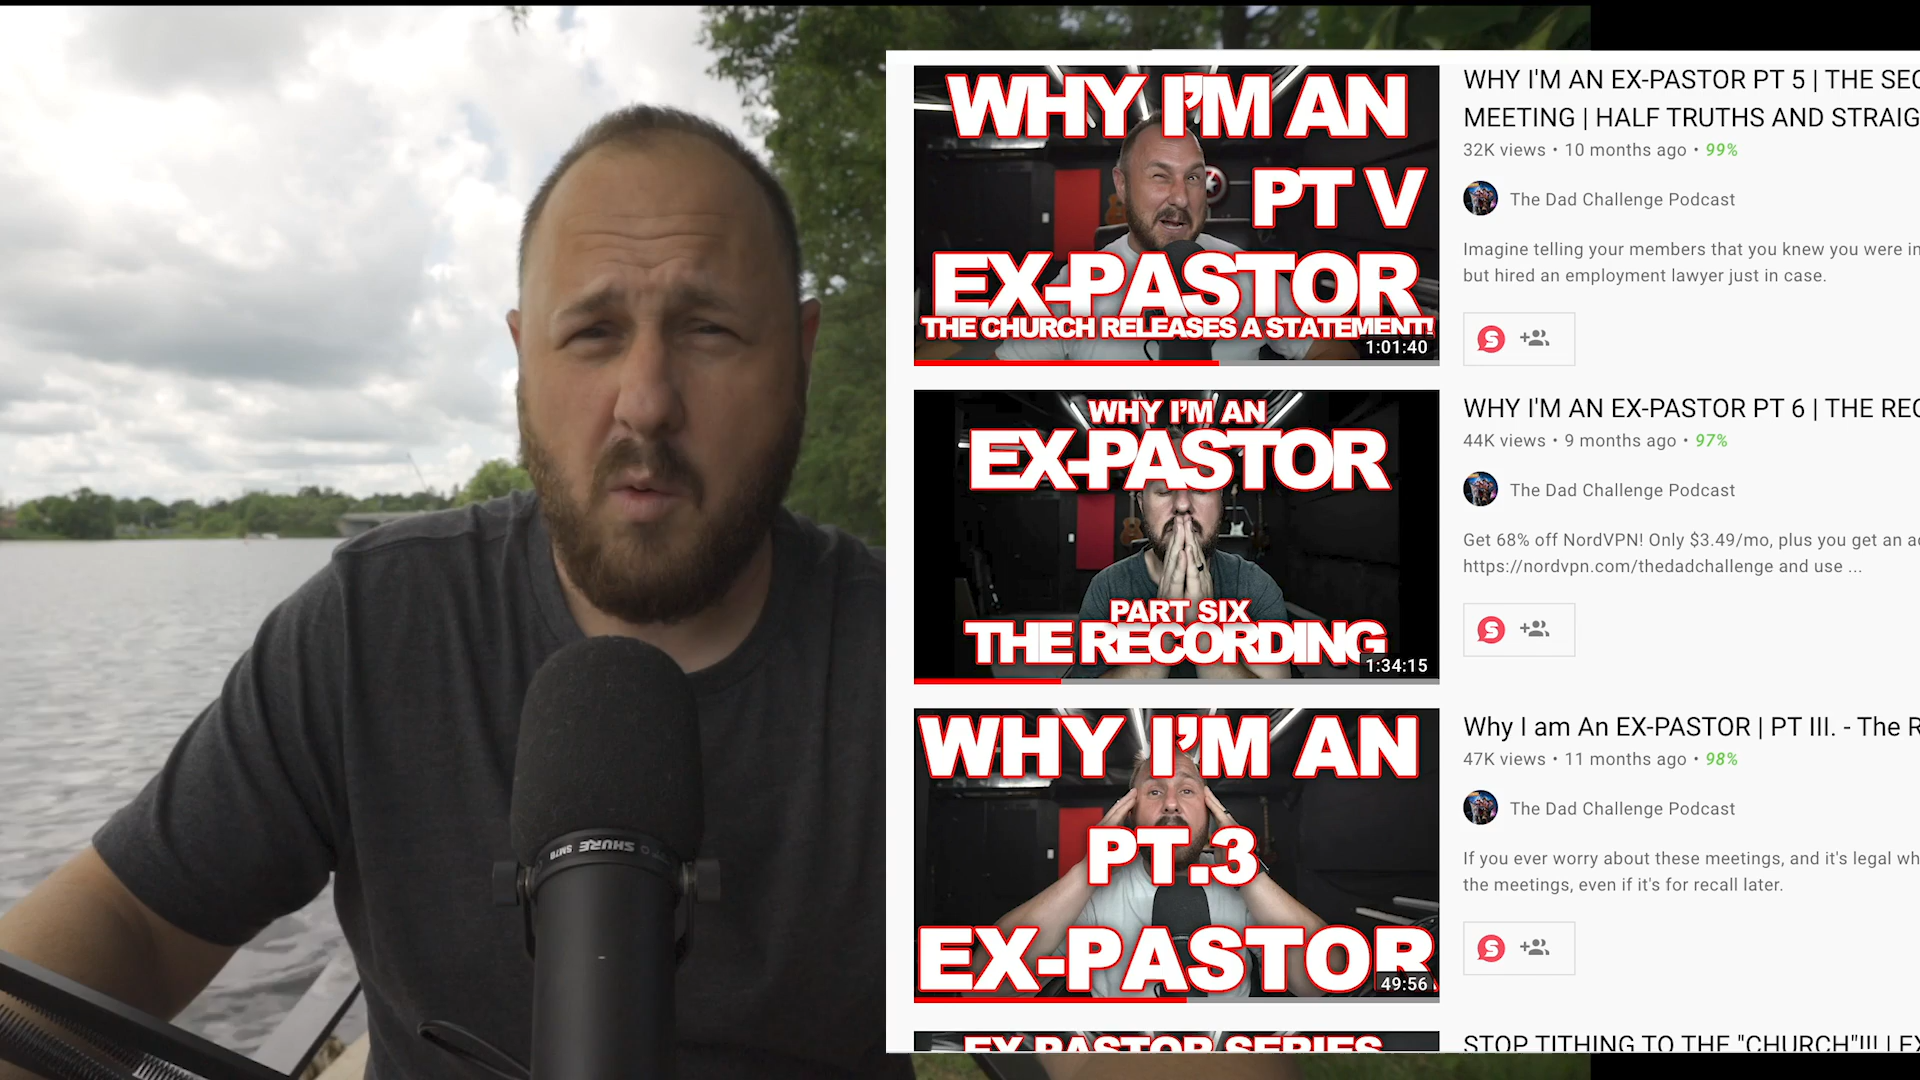 WHY I'M AN
PT V
EX-PASTOR
THE CHURCH RELEASES A STATEMENT!
1:01:40
WHY I'M AN EX-PASTOR PT 5 | THE SEC
MEETING | HALF TRUTHS AND STRAIG
32K views • 10 months ago • 99%
The Dad Challenge Podcast
Imagine telling your members that you knew you were in
but hired an employment lawyer just in case.
WHY I'M AN
EX-PASTOR
PART SIX
THE RECORDING
1:34:15
WHY I'M AN EX-PASTOR PT 6 | THE REC
44K views • 9 months ago • 97%
The Dad Challenge Podcast
Get 68% off NordVPN! Only $3.49/mo, plus you get an a
https://nordvpn.com/thedadchallenge and use ...
WHY I'M AN
PT.3
EX-PASTOR
49:56
Why I am An EX-PASTOR | PT III. - The R
47K views • 11 months ago • 98%
The Dad Challenge Podcast
If you ever worry about these meetings, and it's legal wh
the meetings, even if it's for recall later.
EX PASTOR SERIES
STOP TITHING TO THE "CHURCH"!!! | EX
SHURE SM7B